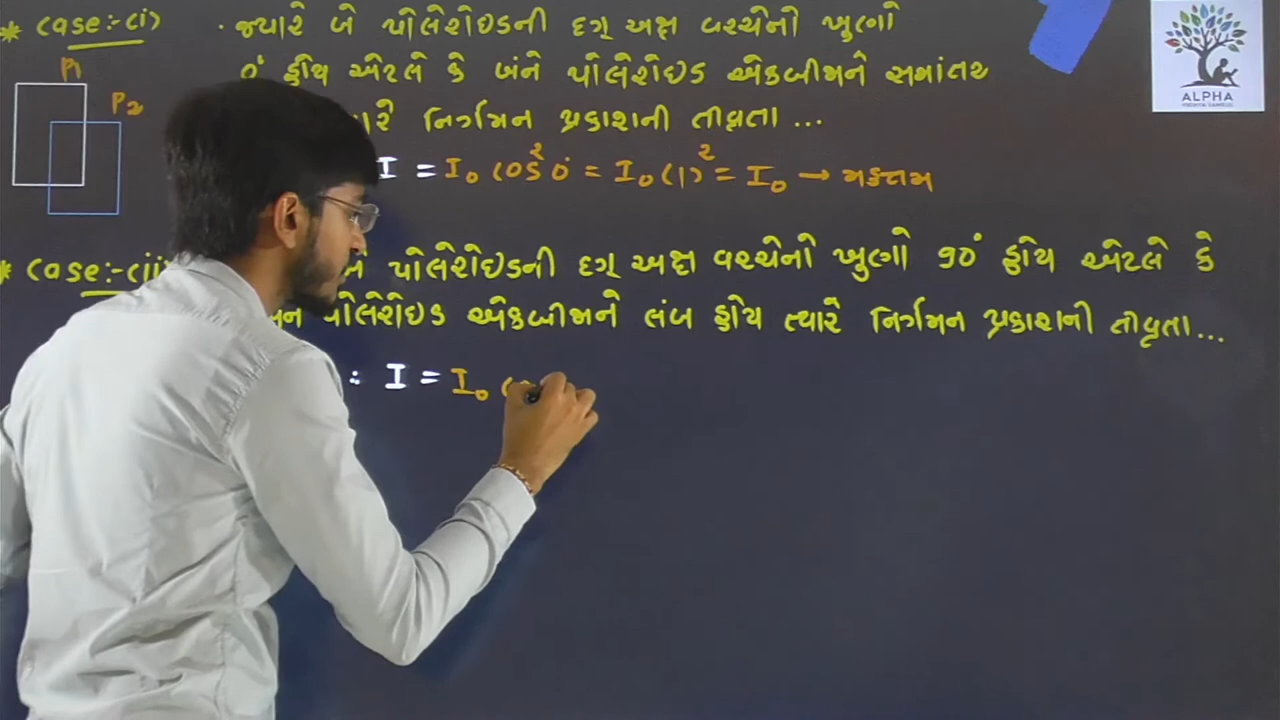 * Case:-(i) · જ્યારે બે પોલેરોઇડની દગ્ અક્ષ વચ્ચેનો ખુણો
0° હોય એટલે કે બંને પોલેરોઇડ એકબીજાને સમાંતર
નિર્ગમન પ્રકાશની તીવ્રતા ...
P1
P2
I = I₀ cos² 0° = I₀ (1)² = I₀ → મહત્તમ
* Case:-(ii) પોલેરોઇડની દગ્ અક્ષ વચ્ચેનો ખુણો 90° હોય એટલે કે
પોલેરોઇડ એકબીજાને લંબ હોય ત્યારે નિર્ગમન પ્રકાશની તીવ્રતા...
: I = I₀
ALPHA